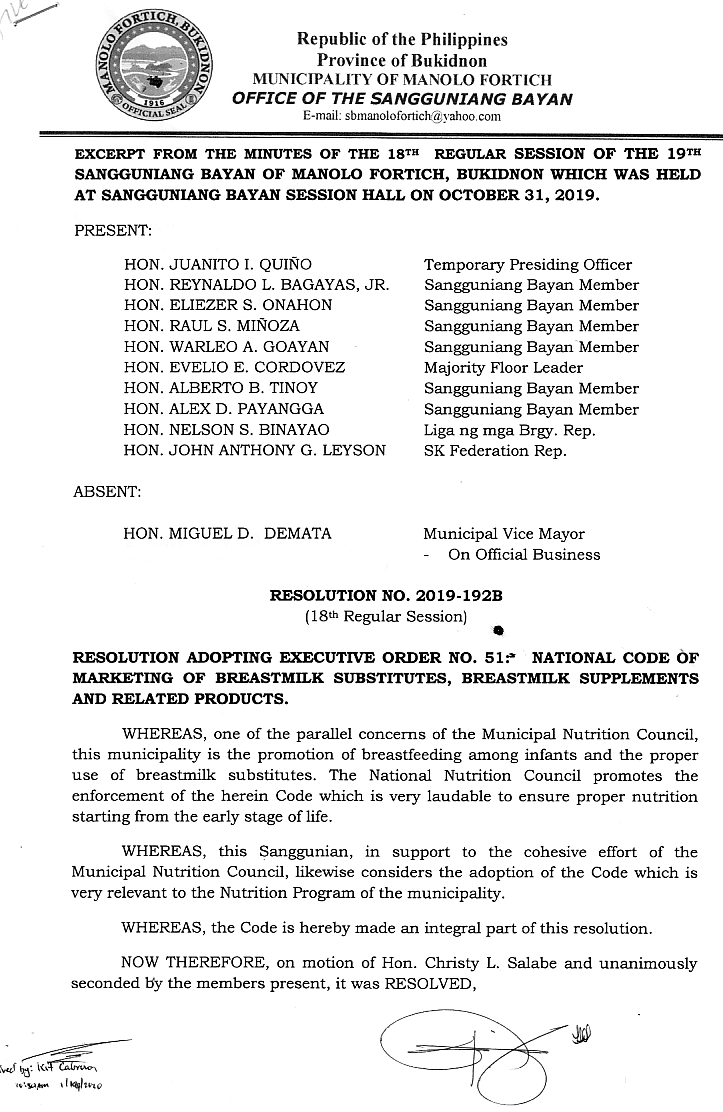 MANOLO FORTICH, BUKIDNON
1916
OFFICIAL SEAL
Republic of the Philippines
Province of Bukidnon
MUNICIPALITY OF MANOLO FORTICH
OFFICE OF THE SANGGUNIANG BAYAN
E-mail: sbmanolofortich@yahoo.com
EXCERPT FROM THE MINUTES OF THE 18TH REGULAR SESSION OF THE 19TH
SANGGUNIANG BAYAN OF MANOLO FORTICH, BUKIDNON WHICH WAS HELD
AT SANGGUNIANG BAYAN SESSION HALL ON OCTOBER 31, 2019.
PRESENT:
HON. JUANITO I. QUIÑO Temporary Presiding Officer
HON. REYNALDO L. BAGAYAS, JR. Sangguniang Bayan Member
HON. ELIEZER S. ONAHON Sangguniang Bayan Member
HON. RAUL S. MIÑOZA Sangguniang Bayan Member
HON. WARLEO A. GOAYAN Sangguniang Bayan Member
HON. EVELIO E. CORDOVEZ Majority Floor Leader
HON. ALBERTO B. TINOY Sangguniang Bayan Member
HON. ALEX D. PAYANGGA Sangguniang Bayan Member
HON. NELSON S. BINAYAO Liga ng mga Brgy. Rep.
HON. JOHN ANTHONY G. LEYSON SK Federation Rep.
ABSENT:
HON. MIGUEL D. DEMATA Municipal Vice Mayor
- On Official Business
RESOLUTION NO. 2019-192B
(18th Regular Session)
RESOLUTION ADOPTING EXECUTIVE ORDER NO. 51:- NATIONAL CODE OF
MARKETING OF BREASTMILK SUBSTITUTES, BREASTMILK SUPPLEMENTS
AND RELATED PRODUCTS.
WHEREAS, one of the parallel concerns of the Municipal Nutrition Council,
this municipality is the promotion of breastfeeding among infants and the proper
use of breastmilk substitutes. The National Nutrition Council promotes the
enforcement of the herein Code which is very laudable to ensure proper nutrition
starting from the early stage of life.
WHEREAS, this Sanggunian, in support to the cohesive effort of the
Municipal Nutrition Council, likewise considers the adoption of the Code which is
very relevant to the Nutrition Program of the municipality.
WHEREAS, the Code is hereby made an integral part of this resolution.
NOW THEREFORE, on motion of Hon. Christy L. Salabe and unanimously
seconded by the members present, it was RESOLVED,
by: Kit